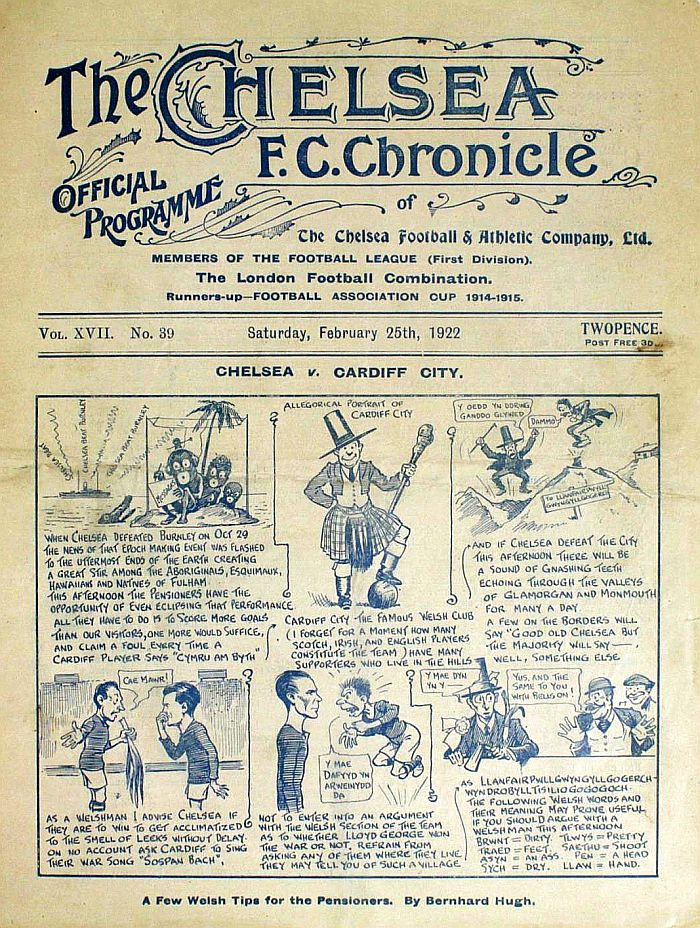 The CHELSEA
F.C. Chronicle
OFFICIAL
PROGRAMME
of
The Chelsea Football & Athletic Company, Ltd.
MEMBERS OF THE FOOTBALL LEAGUE (First Division).
The London Football Combination.
Runners-up—FOOTBALL ASSOCIATION CUP 1914-1915.
VOL. XVII. No. 39
Saturday, February 25th, 1922
TWOPENCE.
POST FREE 3D.
CHELSEA v. CARDIFF CITY.
CHELSEA BEAT BURNLEY
CHELSEA BEAT BURNLEY
WHEN CHELSEA DEFEATED BURNLEY ON OCT 29
THE NEWS OF THAT EPOCH MAKING EVENT WAS FLASHED
TO THE UTTERMOST ENDS OF THE EARTH CREATING
A GREAT STIR AMONG THE ABORIGINALS, ESQUIMAUX,
HAWAIIAN AND NATIVES OF FULHAM.
THIS AFTERNOON THE PENSIONERS HAVE THE
OPPORTUNITY OF EVEN ECLIPSING THAT PERFORMANCE
ALL THEY HAVE TO DO IS TO SCORE MORE GOALS
THAN OUR VISITORS, ONE MORE WOULD SUFFICE,
AND CLAIM A FOUL EVERY TIME A
CARDIFF PLAYER SAYS "CYMRU AM BYTH"
ALLEGORICAL PORTRAIT OF
CARDIFF CITY
CARDIFF CITY - THE FAMOUS WELSH CLUB
(I FORGET FOR A MOMENT HOW MANY
SCOTCH, IRISH, AND ENGLISH PLAYERS
CONSTITUTE THE TEAM) HAVE MANY
SUPPORTERS WHO LIVE IN THE HILLS
Y OEDD YN DDRING
GANDDO GLYWED
DAMMO
TO LLANFAIRPWLL
GWYNGYLLGOGERE
AND IF CHELSEA DEFEAT THE CITY
THIS AFTERNOON THERE WILL BE
A SOUND OF GNASHING TEETH
ECHOING THROUGH THE VALLEYS
OF GLAMORGAN AND MONMOUTH
FOR MANY A DAY.
A FEW ON THE BORDERS WILL
SAY "GOOD OLD CHELSEA BUT
THE MAJORITY WILL SAY —,
WELL, SOMETHING ELSE
CAE MAWR!
AS A WELSHMAN I ADVISE CHELSEA IF
THEY ARE TO WIN TO GET ACCLIMATIZED
TO THE SMELL OF LEEKS WITHOUT DELAY.
ON NO ACCOUNT ASK CARDIFF TO SING
THEIR WAR SONG "SOSPAN BACH".
Y MAE
DAFYYD YN
ARWENYDD
DA
NOT TO ENTER INTO AN ARGUMENT
WITH THE WELSH SECTION OF THE TEAM
AS TO WHETHER LLOYD GEORGE WON
THE WAR OR NOT, REFRAIN FROM
ASKING ANY OF THEM WHERE THEY LIVE
THEY MAY TELL YOU OF SUCH A VILLAGE
Y MAE DYN
YN Y
YUS, AND THE
SAME TO YOU
WITH BELLS ON!
AS LLANFAIRPWLLGWYNGYLLGOGERCH-
WYNDROBYLLTISILIOGOGOGOCH.
THE FOLLOWING WELSH WORDS AND
THEIR MEANING MAY PROVE USEFUL
IF YOU SHOULD ARGUE WITH A
WELSHMAN THIS AFTERNOON
BRWNT = DIRTY. TLWYS = PRETTY
TRAED = FEET. SAETHU = SHOOT
ASYN = AN ASS. PEN = A HEAD
SYCH = DRY. LLAW = HAND.
A Few Welsh Tips for the Pensioners. By Bernhard Hugh.